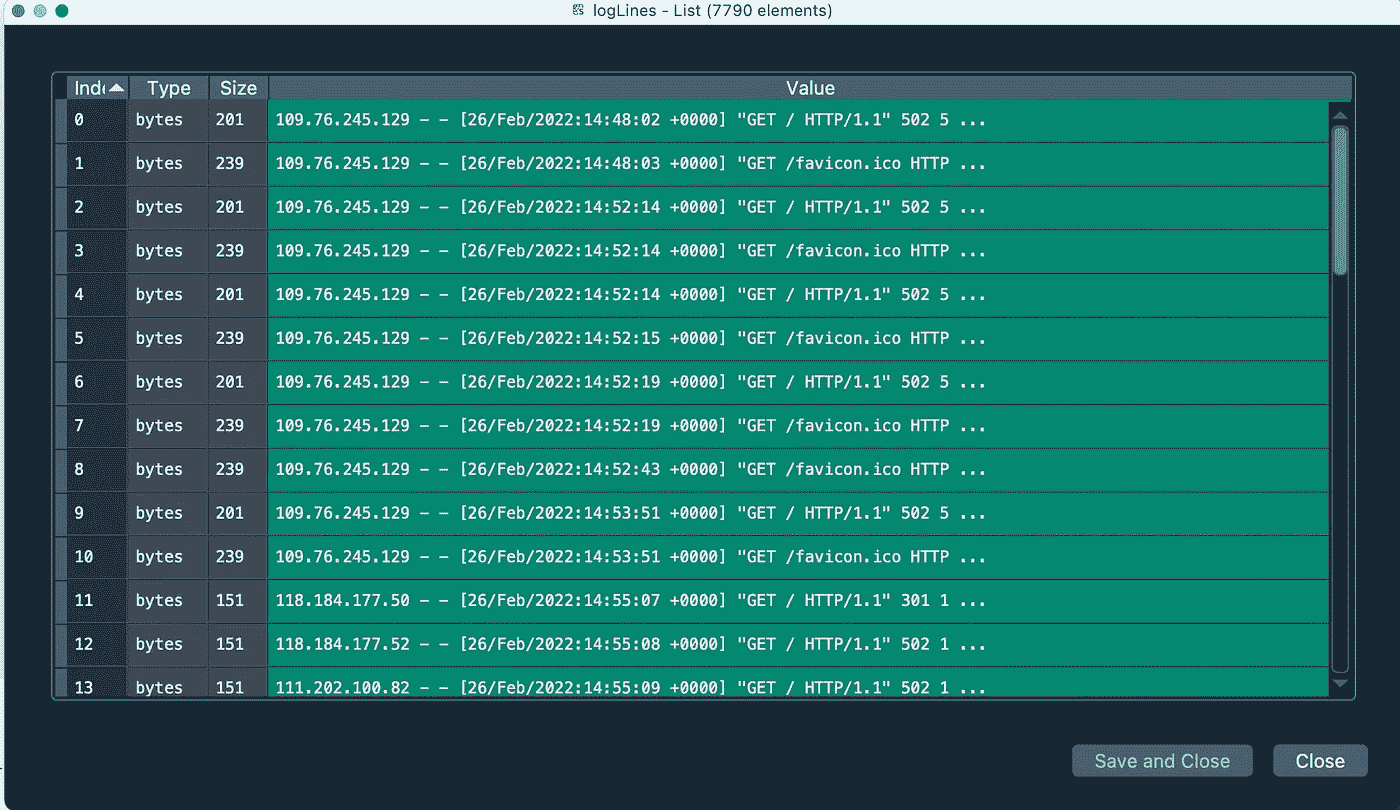 logLines - List (7790 elements)
Inde Type Size Value
0 bytes 201 109.76.245.129 - - [26/Feb/2022:14:48:02 +0000] "GET / HTTP/1.1" 502 5 ...
1 bytes 239 109.76.245.129 - - [26/Feb/2022:14:48:03 +0000] "GET /favicon.ico HTTP ...
2 bytes 201 109.76.245.129 - - [26/Feb/2022:14:52:14 +0000] "GET / HTTP/1.1" 502 5 ...
3 bytes 239 109.76.245.129 - - [26/Feb/2022:14:52:14 +0000] "GET /favicon.ico HTTP ...
4 bytes 201 109.76.245.129 - - [26/Feb/2022:14:52:14 +0000] "GET / HTTP/1.1" 502 5 ...
5 bytes 239 109.76.245.129 - - [26/Feb/2022:14:52:15 +0000] "GET /favicon.ico HTTP ...
6 bytes 201 109.76.245.129 - - [26/Feb/2022:14:52:19 +0000] "GET / HTTP/1.1" 502 5 ...
7 bytes 239 109.76.245.129 - - [26/Feb/2022:14:52:19 +0000] "GET /favicon.ico HTTP ...
8 bytes 239 109.76.245.129 - - [26/Feb/2022:14:52:43 +0000] "GET /favicon.ico HTTP ...
9 bytes 201 109.76.245.129 - - [26/Feb/2022:14:53:51 +0000] "GET / HTTP/1.1" 502 5 ...
10 bytes 239 109.76.245.129 - - [26/Feb/2022:14:53:51 +0000] "GET /favicon.ico HTTP ...
11 bytes 151 118.184.177.50 - - [26/Feb/2022:14:55:07 +0000] "GET / HTTP/1.1" 301 1 ...
12 bytes 151 118.184.177.52 - - [26/Feb/2022:14:55:08 +0000] "GET / HTTP/1.1" 502 1 ...
13 bytes 151 111.202.100.82 - - [26/Feb/2022:14:55:09 +0000] "GET / HTTP/1.1" 502 1 ...
Save and Close Close